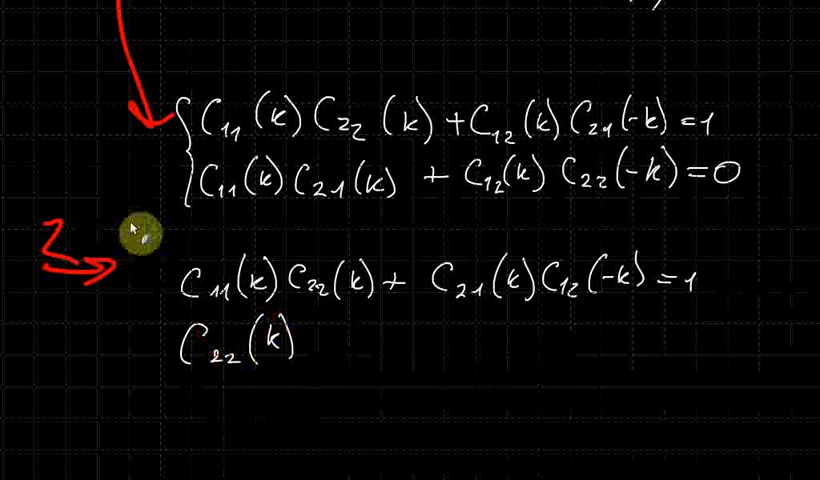 C₁₁(k) C₂₂(k) + C₁₂(k) C₂₁(-k) = 1
C₁₁(k) C₂₁(k) + C₁₂(k) C₂₂(-k) = 0
2
C₁₁(k) C₂₂(k) + C₂₁(k) C₁₂(-k) = 1
C₂₂(k)